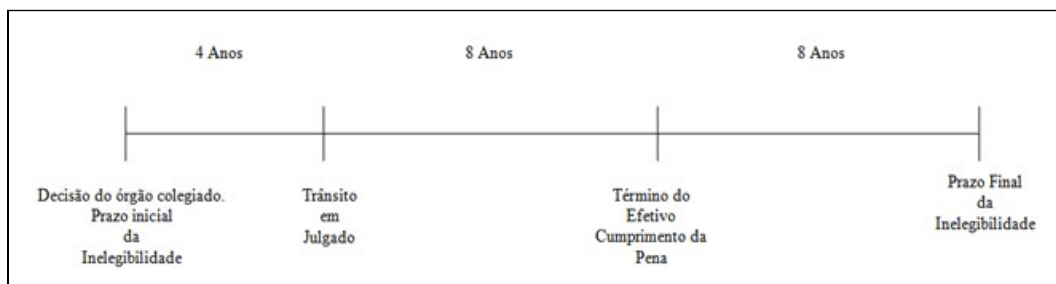 4 Anos
8 Anos
8 Anos
Decisão do órgão colegiado.
Prazo inicial
da
Inelegibilidade
Trânsito
em
Julgado
Término do
Efetivo
Cumprimento da
Pena
Prazo Final
da
Inelegibilidade